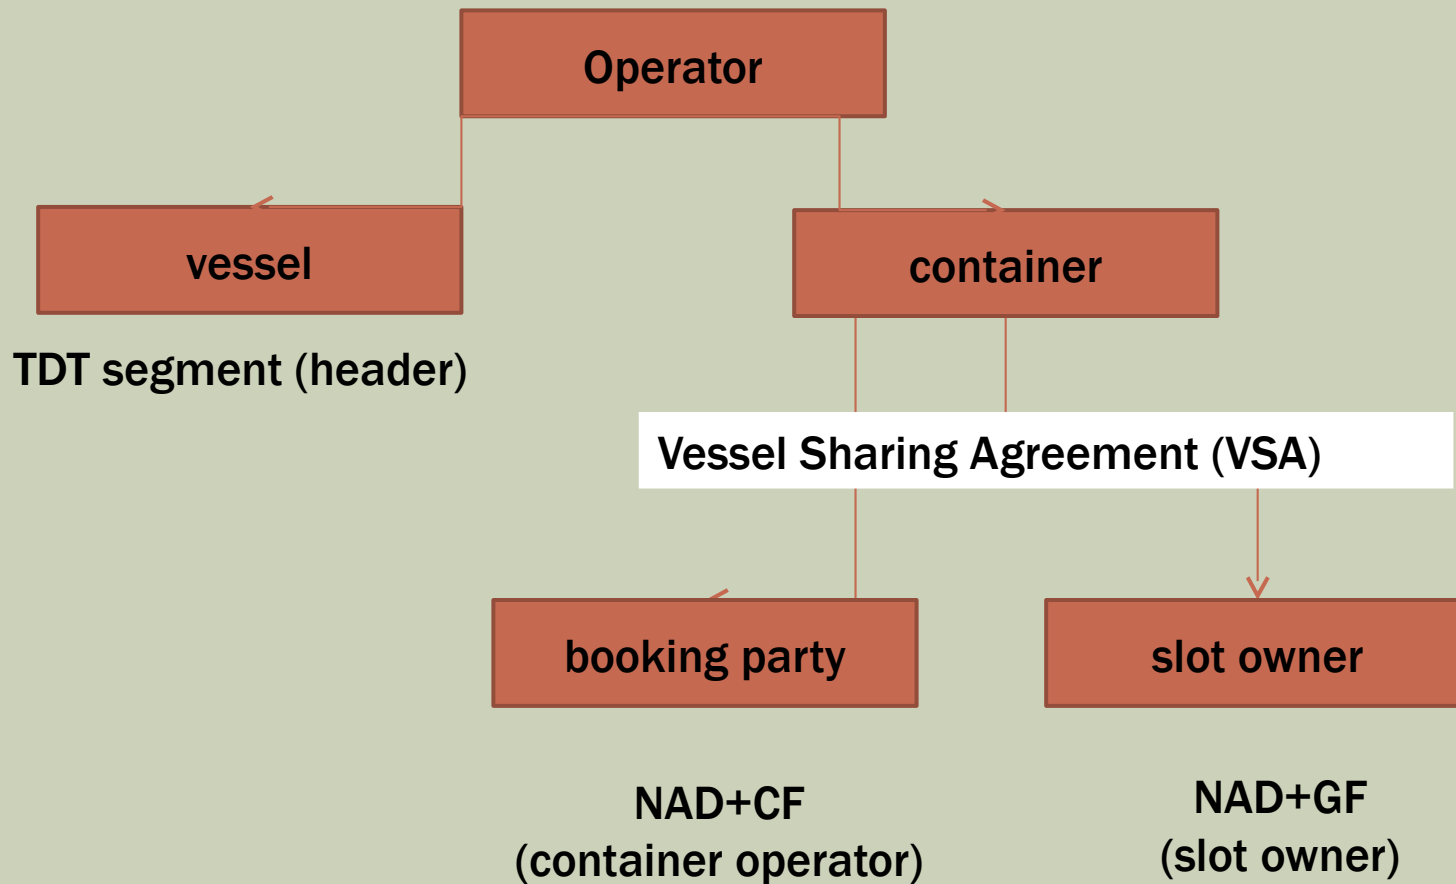 Operator
vessel
container
TDT segment (header)
Vessel Sharing Agreement (VSA)
booking party
slot owner
NAD+CF
(container operator)
NAD+GF
(slot owner)